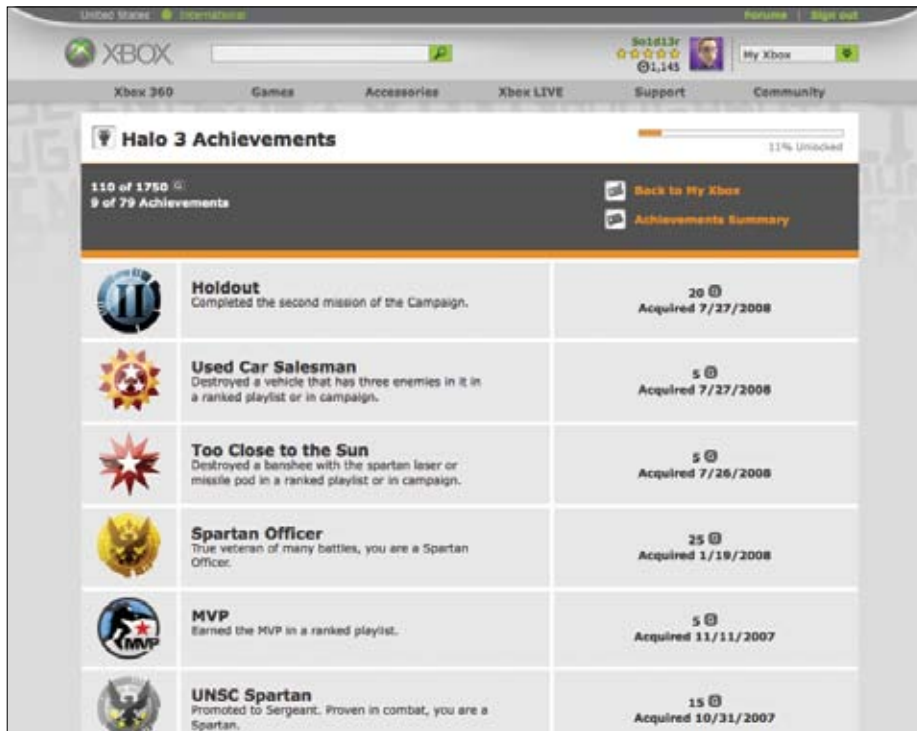 United States International Forums | Sign out
XBOX
So1d13r
1,145
My Xbox
Xbox 360 Games Accessories Xbox LIVE Support Community
Halo 3 Achievements
11% Unlocked
110 of 1750 G
9 of 79 Achievements
Back to My Xbox
Achievements Summary
II
Holdout
Completed the second mission of the Campaign.
20 G
Acquired 7/27/2008
Used Car Salesman
Destroyed a vehicle that has three enemies in it in
a ranked playlist or in campaign.
5 G
Acquired 7/27/2008
Too Close to the Sun
Destroyed a banshee with the spartan laser or
missile pod in a ranked playlist or in campaign.
5 G
Acquired 7/26/2008
Spartan Officer
True veteran of many battles, you are a Spartan
Officer.
25 G
Acquired 1/19/2008
MVP
MVP
Earned the MVP in a ranked playlist.
5 G
Acquired 11/11/2007
UNSC Spartan
Promoted to Sergeant. Proven in combat, you are a
Spartan.
15 G
Acquired 10/31/2007